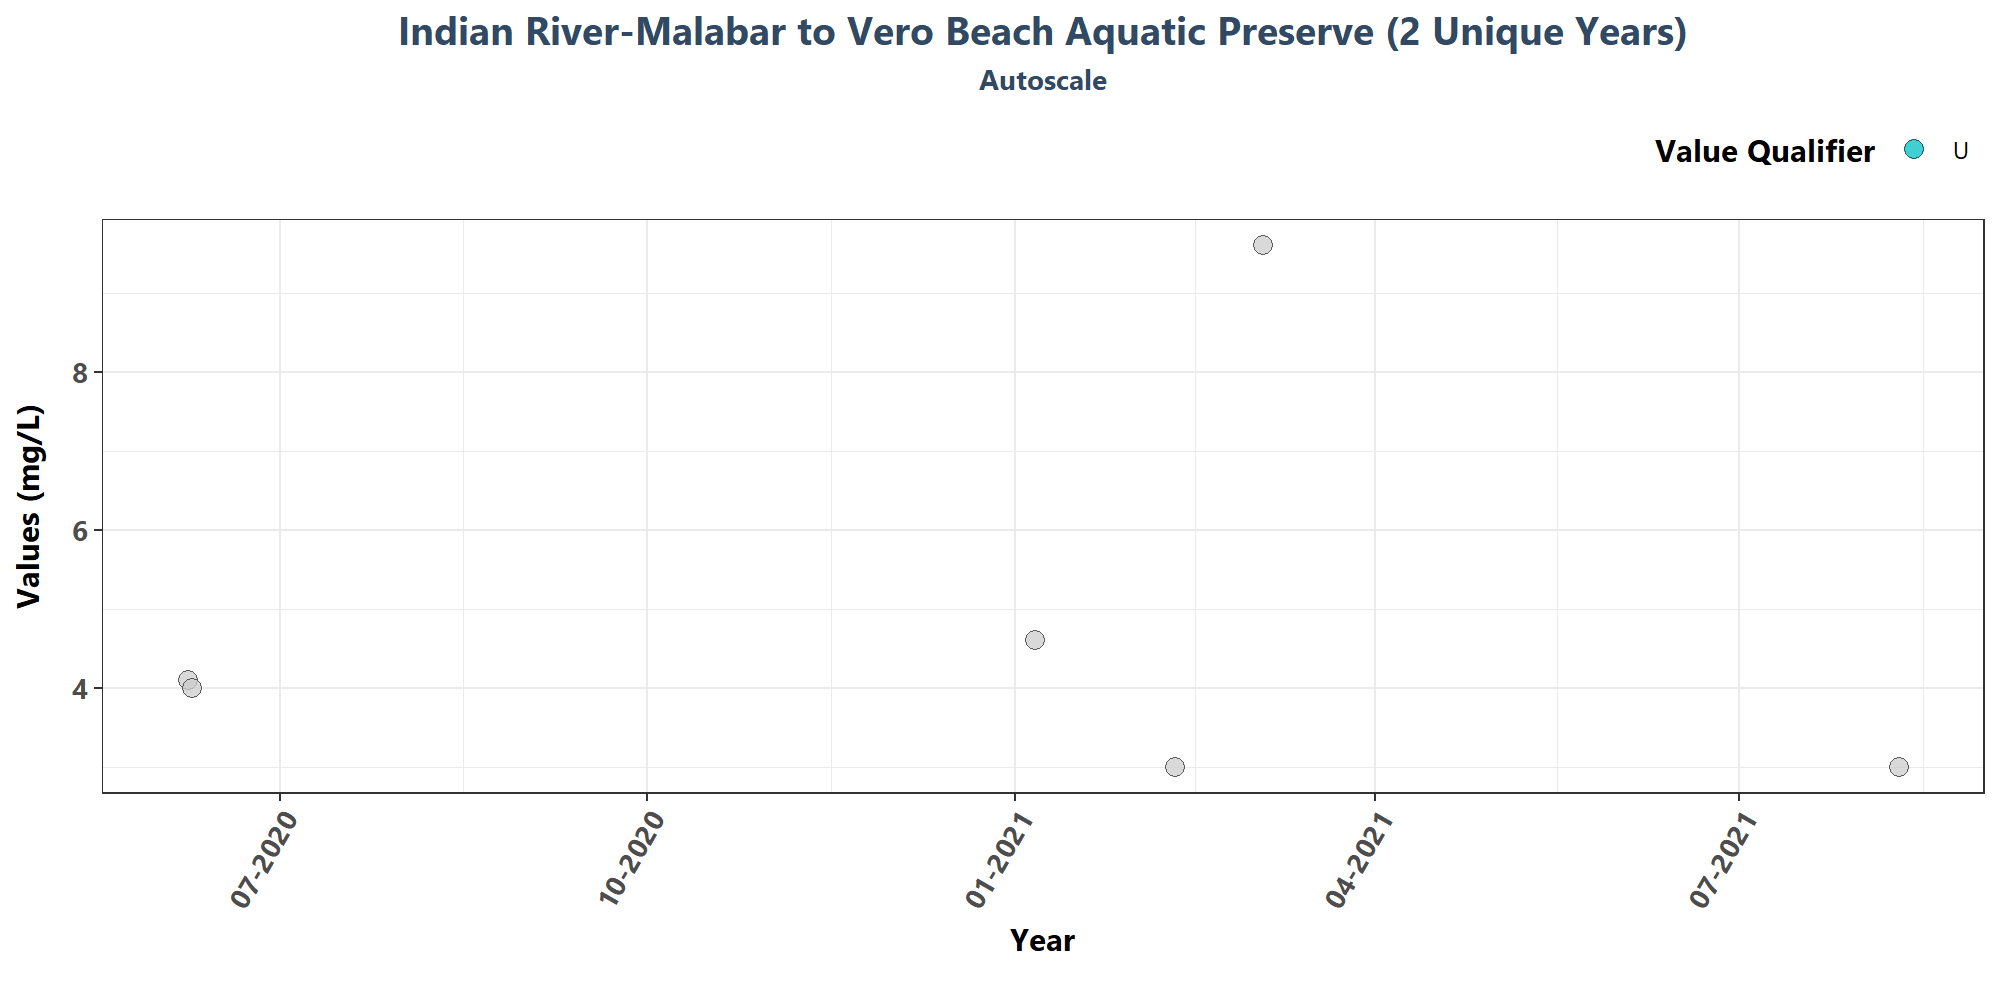 Indian River-Malabar to Vero Beach Aquatic Preserve (2 Unique Years)
Autoscale
Value Qualifier U
Values (mg/L)
8
6
4
07-2020
10-2020
01-2021
04-2021
07-2021
Year